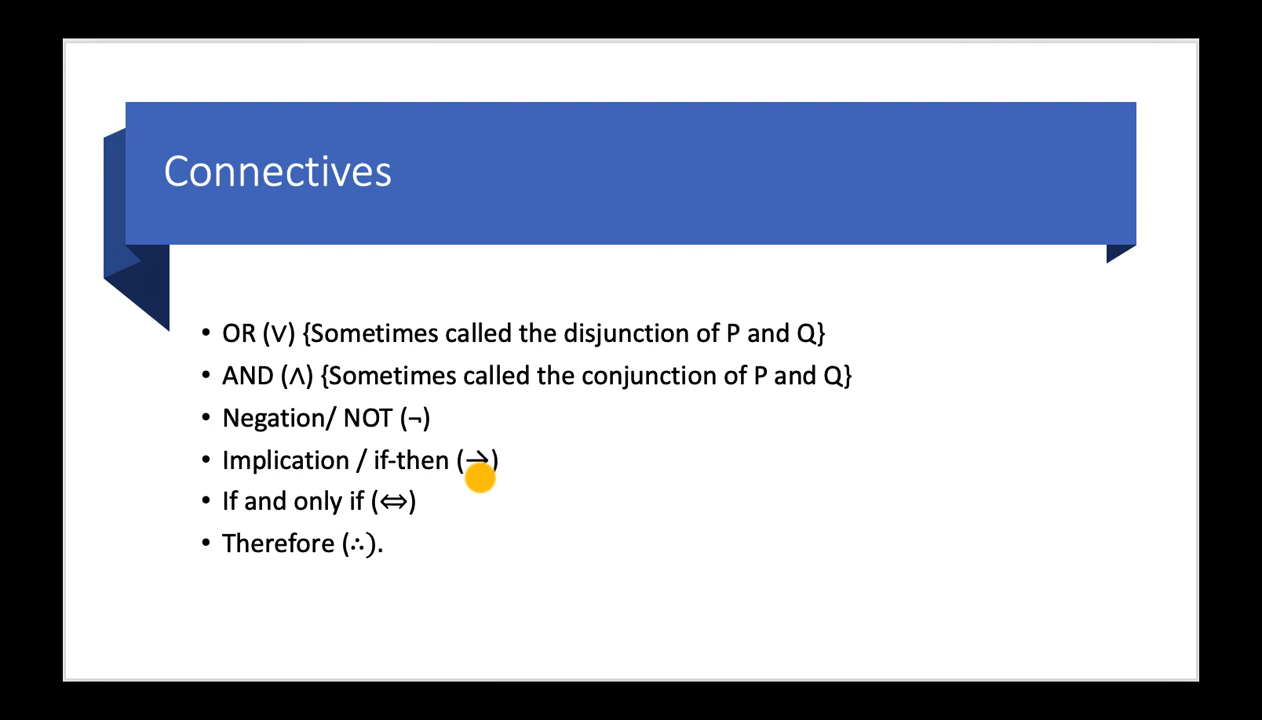 Connectives
• OR (∨) {Sometimes called the disjunction of P and Q}
• AND (∧) {Sometimes called the conjunction of P and Q}
• Negation/ NOT (¬)
• Implication / if-then (→)
• If and only if (⇔)
• Therefore (∴).